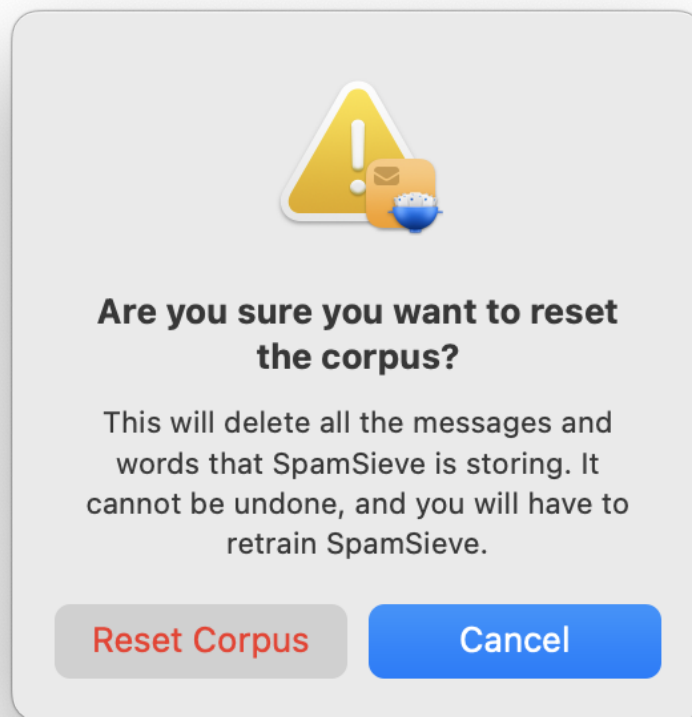 Are you sure you want to reset
the corpus?
This will delete all the messages and
words that SpamSieve is storing. It
cannot be undone, and you will have to
retrain SpamSieve.
Reset Corpus
Cancel